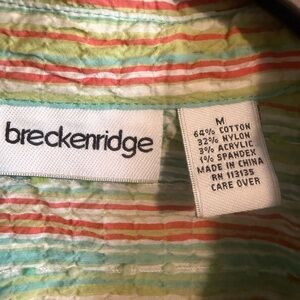 breckenridge
M
64% COTTON
32% NYLON
3% ACRYLIC
1% SPANDEX
MADE IN CHINA
RN 113135
CARE OVER